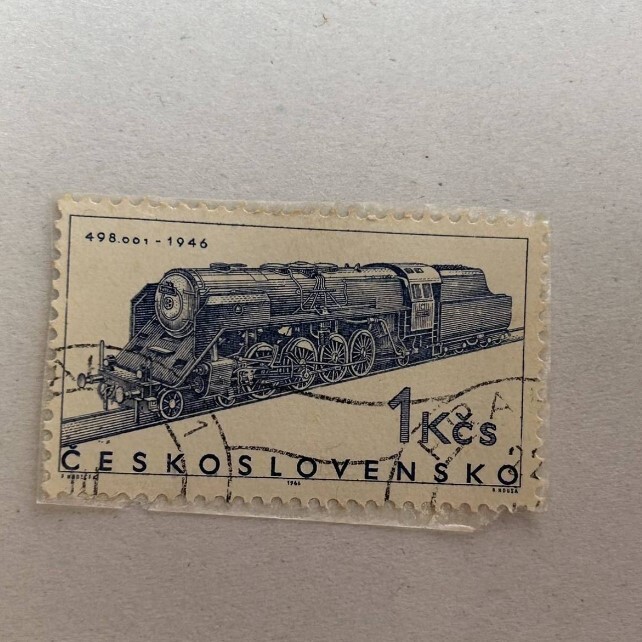 498.001 - 1946
1 Kčs
ČESKOSLOVENSKO
1966